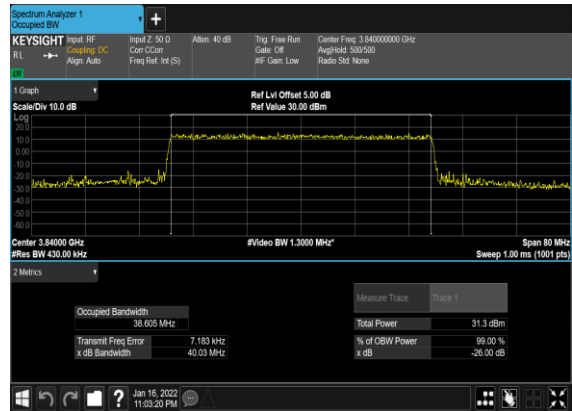 Spectrum Analyzer 1
Occupied BW
+
KEYSIGHT Input: RF Input Z: 50 Ω Atten: 40 dB Trig: Free Run Center Freq: 3.840000000 GHz
RL Coupling: DC Corr CCorr Gate: Off Avg|Hold: 500/500
Align: Auto Freq Ref: Int (S) #IF Gain: Low Radio Std: None
1 Graph
Ref Lvl Offset 5.00 dB
Scale/Div 10.0 dB Ref Value 30.00 dBm
Log
20.0
10.0
0.00
-10.0
-20.0
-30.0
-40.0
-50.0
-60.0
Center 3.84000 GHz #Video BW 1.3000 MHz* Span 80 MHz
#Res BW 430.00 kHz Sweep 1.00 ms (1001 pts)
2 Metrics
Measure Trace Trace 1
Occupied Bandwidth
38.605 MHz Total Power 31.3 dBm
Transmit Freq Error 7.183 kHz % of OBW Power 99.00 %
x dB Bandwidth 40.03 MHz x dB -26.00 dB
? Jan 16, 2022
11:03:20 PM